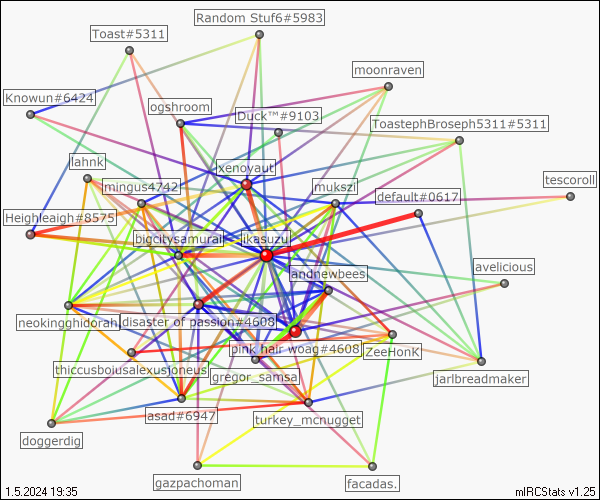 Random Stuf6#5983
Toast#5311
moonraven
Knowun#6424
ogshroom
Duck™#9103
ToastephBroseph5311#5311
lahnk
xenoyaut
mingus4742
mukszi
default#0617
tescoroll
Heighleaigh#8575
bigcitysamurai
ikasuzu
andnewbees
avelicious
neokingghidorah
disaster of passion#4608
pink hair woag#4608
ZeeHonK
thiccusboiusalexusjoneus
gregor_samsa
jarlbreadmaker
asad#6947
turkey_mcnugget
doggerdig
gazpachoman
facadas.
1.5.2024 19:35
mIRCStats v1.25